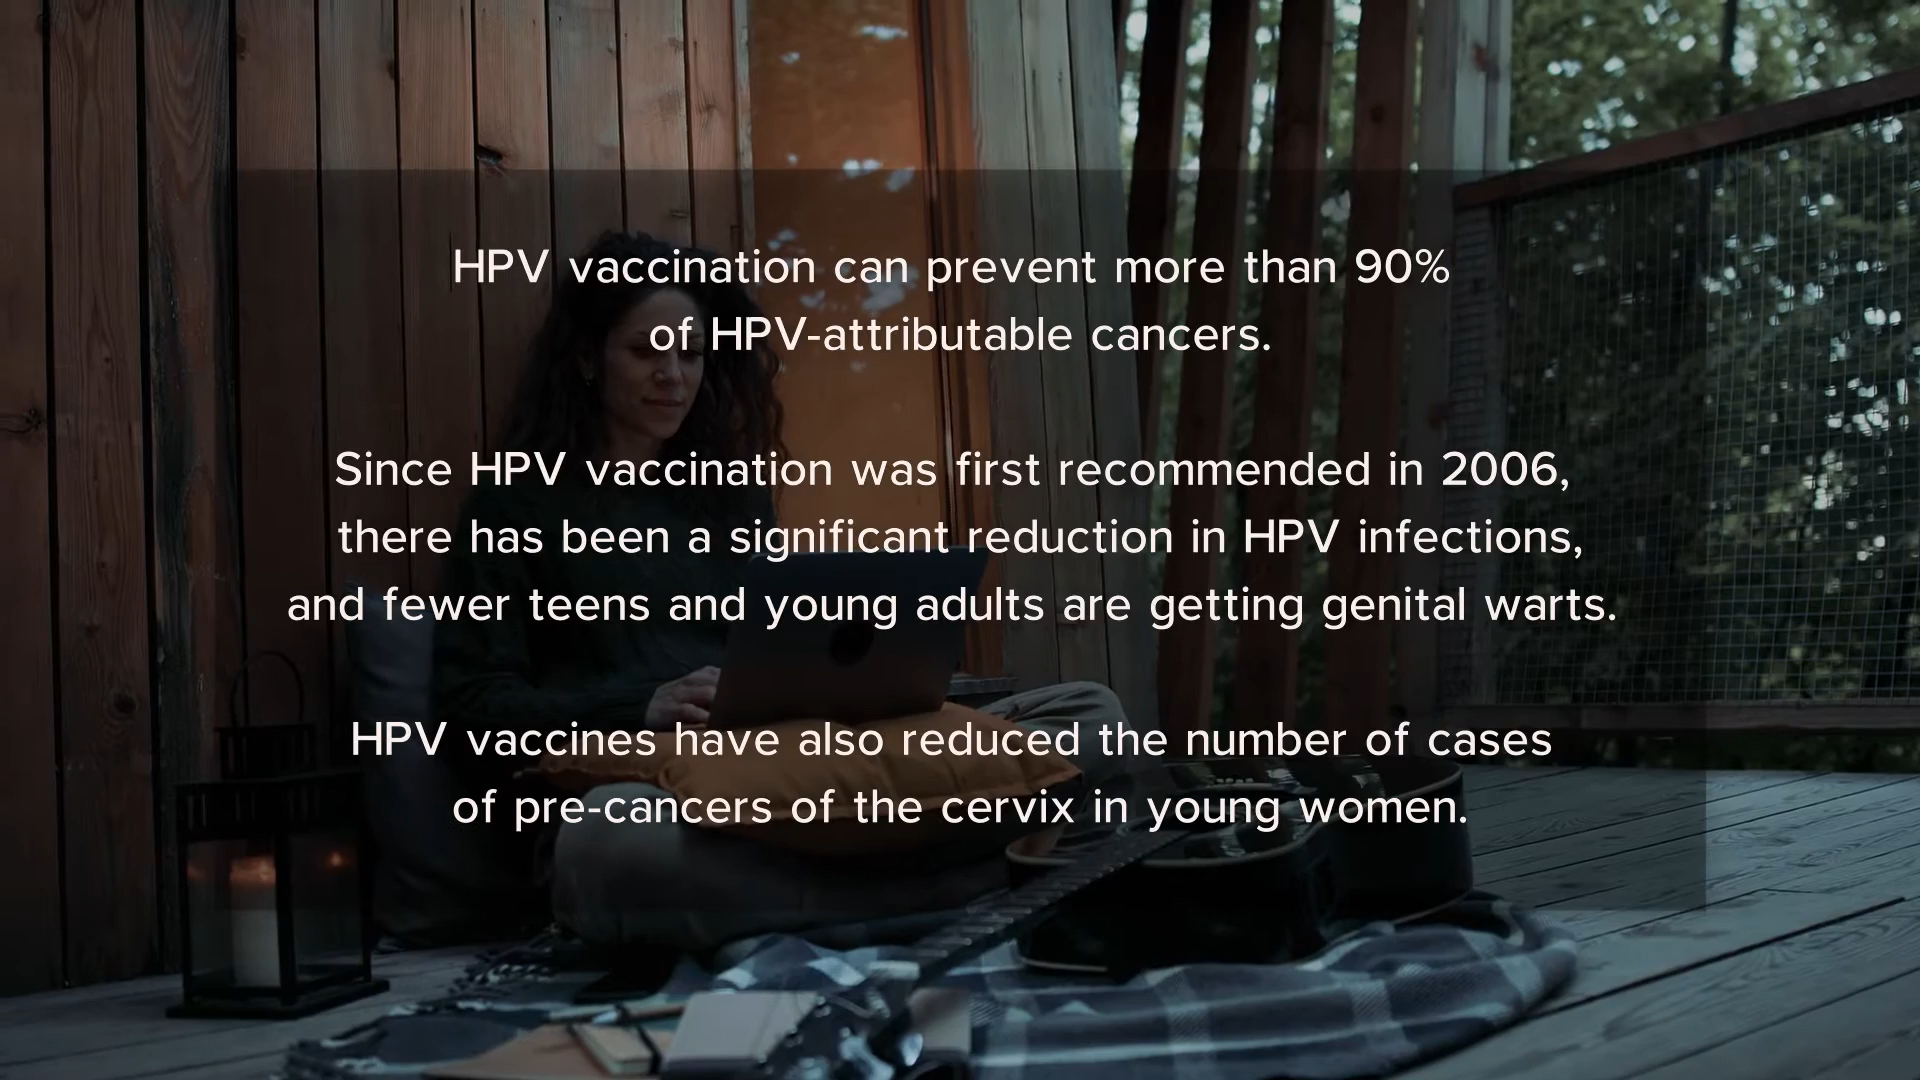 HPV vaccination can prevent more than 90%
of HPV-attributable cancers.
Since HPV vaccination was first recommended in 2006,
there has been a significant reduction in HPV infections,
and fewer teens and young adults are getting genital warts.
HPV vaccines have also reduced the number of cases
of pre-cancers of the cervix in young women.